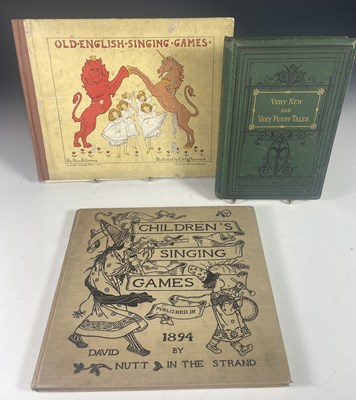 OLD·ENGLISH·SINGING·GAMES·
VERY NEW
AND
VERY FUNNY TALES
CHILDREN'S
SINGING
GAMES
PUBLISHED IN
1894 BY
DAVID
NUTT IN THE STRAND